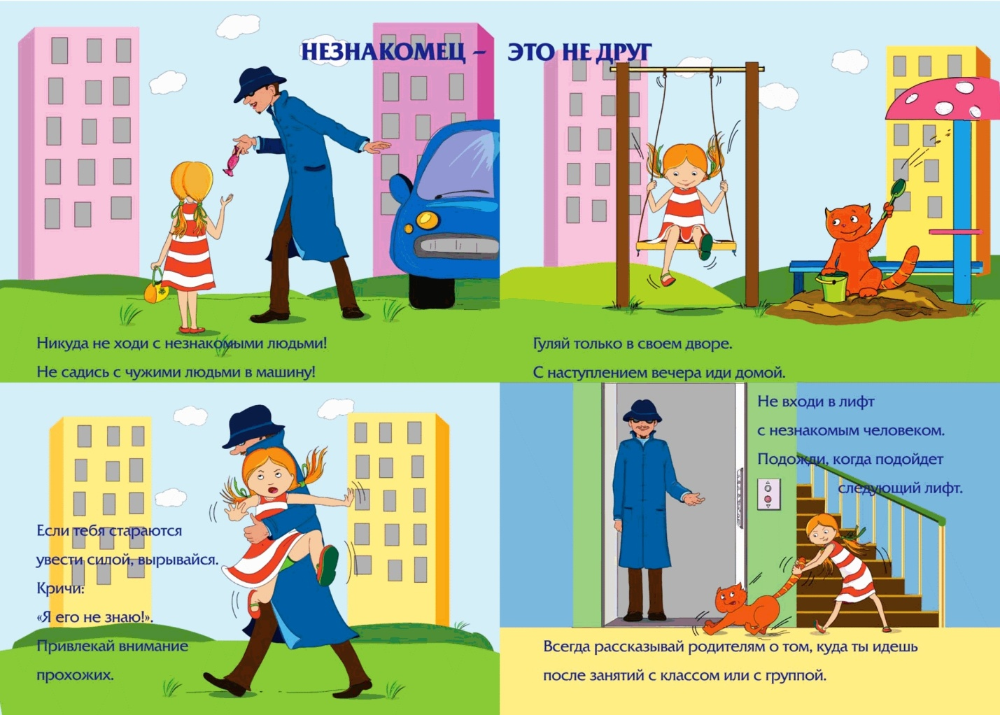 НЕЗНАКОМЕЦ – ЭТО НЕ ДРУГ
Никуда не ходи с незнакомыми людьми!
Не садись с чужими людьми в машину!
Гуляй только в своем дворе.
С наступлением вечера иди домой.
Если тебя стараются
увести силой, вырывайся.
Кричи:
«Я его не знаю!».
Привлекай внимание
прохожих.
Не входи в лифт
с незнакомым человеком.
Подожди, когда подойдет
следующий лифт.
Всегда рассказывай родителям о том, куда ты идешь
после занятий с классом или с группой.